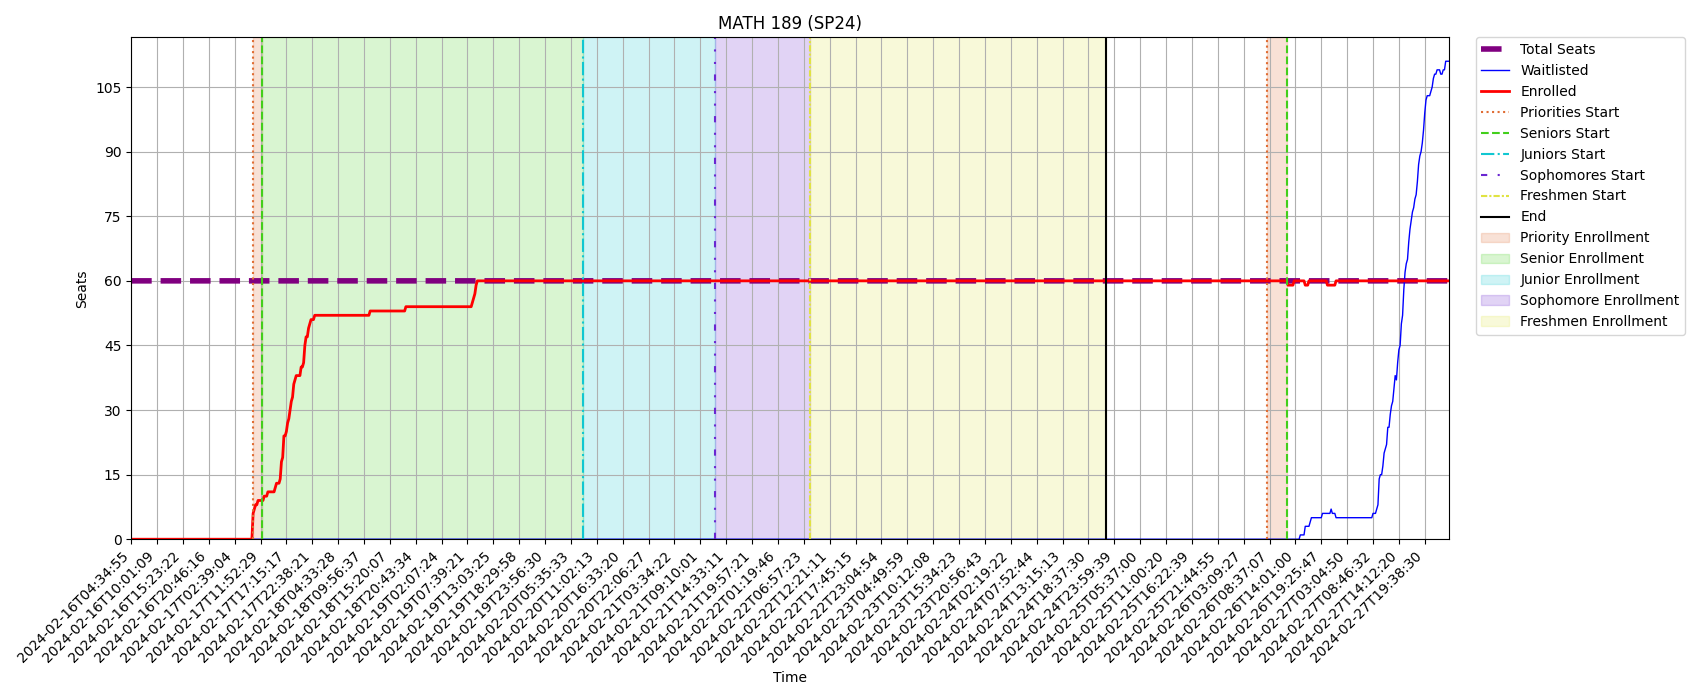 MATH 189 (SP24)
Seats
105
90
75
60
45
30
15
0
2024-02-16T04:34:55
2024-02-16T10:01:09
2024-02-16T15:23:22
2024-02-16T20:46:16
2024-02-17T02:39:04
2024-02-17T11:52:29
2024-02-17T17:15:17
2024-02-17T22:38:21
2024-02-18T04:33:28
2024-02-18T09:56:37
2024-02-18T15:20:07
2024-02-18T20:43:34
2024-02-19T02:07:24
2024-02-19T07:39:21
2024-02-19T13:03:25
2024-02-19T18:29:58
2024-02-19T23:56:30
2024-02-20T05:35:33
2024-02-20T11:02:13
2024-02-20T16:33:20
2024-02-20T22:06:27
2024-02-21T03:34:22
2024-02-21T09:10:01
2024-02-21T14:33:11
2024-02-21T19:57:21
2024-02-22T01:19:46
2024-02-22T06:57:23
2024-02-22T12:21:11
2024-02-22T17:45:15
2024-02-22T23:04:54
2024-02-23T04:49:59
2024-02-23T10:12:08
2024-02-23T15:34:23
2024-02-23T20:56:43
2024-02-24T02:19:22
2024-02-24T07:52:44
2024-02-24T13:15:13
2024-02-24T18:37:30
2024-02-24T23:59:39
2024-02-25T05:37:00
2024-02-25T11:00:20
2024-02-25T16:22:39
2024-02-25T21:44:55
2024-02-26T03:09:27
2024-02-26T08:37:07
2024-02-26T14:01:00
2024-02-26T19:25:47
2024-02-27T03:04:50
2024-02-27T08:46:32
2024-02-27T14:12:20
2024-02-27T19:38:30
Time
Total Seats
Waitlisted
Enrolled
Priorities Start
Seniors Start
Juniors Start
Sophomores Start
Freshmen Start
End
Priority Enrollment
Senior Enrollment
Junior Enrollment
Sophomore Enrollment
Freshmen Enrollment